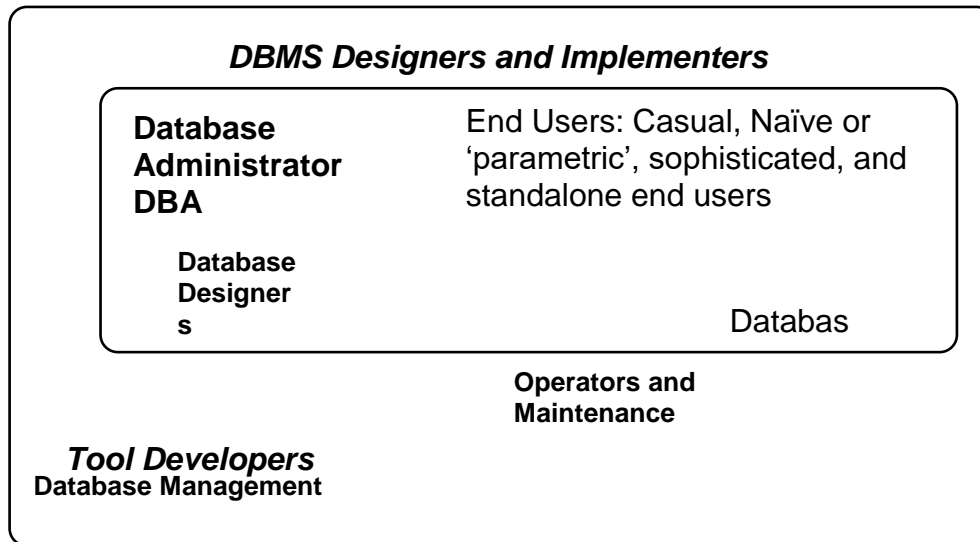 DBMS Designers and Implementers
Database
Administrator
DBA
End Users: Casual, Naïve or
‘parametric’, sophisticated, and
standalone end users
Database
Designer
s
Databas
Operators and
Maintenance
Tool Developers
Database Management